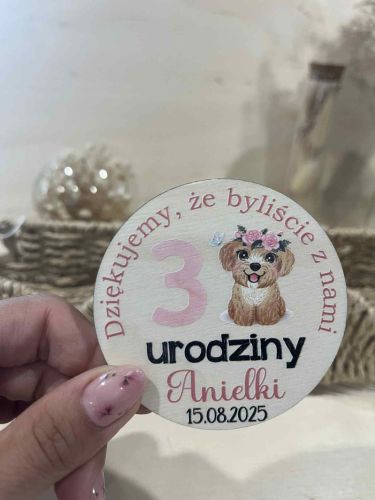 Dziękujemy, że byliście z nami
3
urodziny
Anielki
15.08.2025